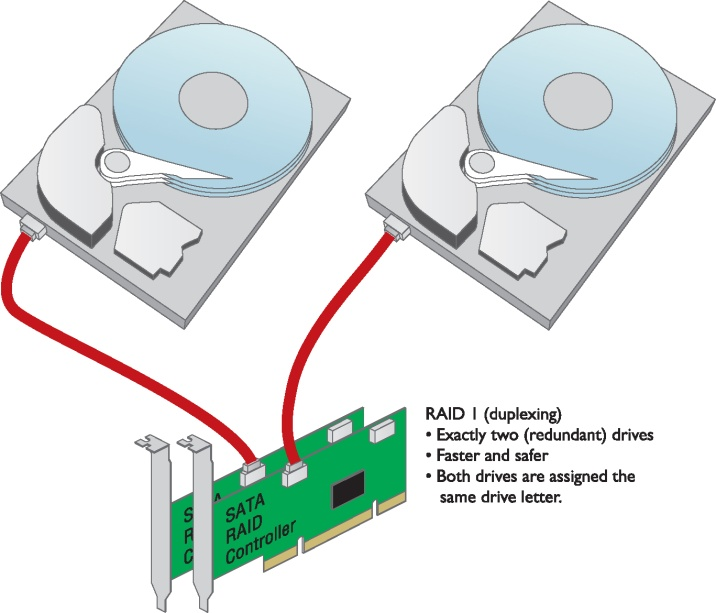 RAID 1 (duplexing)
• Exactly two (redundant) drives
• Faster and safer
• Both drives are assigned the
same drive letter.
S A
R
C
SATA
RAID
Controller